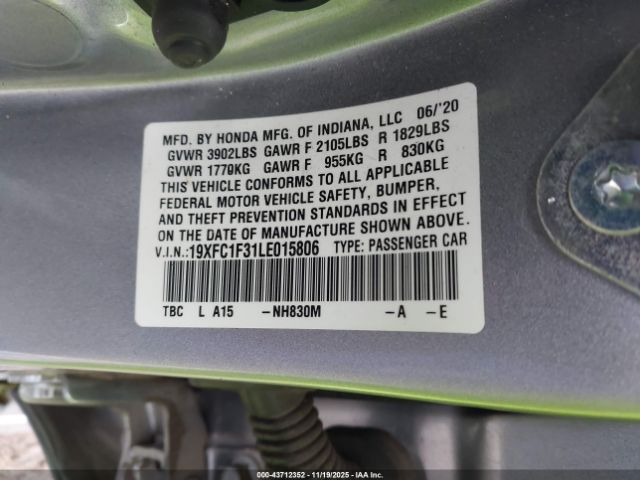 MFD. BY HONDA MFG. OF INDIANA, LLC 06/'20
GVWR 3902LBS GAWR F 2105LBS R 1829LBS
GVWR 1770KG GAWR F 955KG R 830KG
THIS VEHICLE CONFORMS TO ALL APPLICABLE
FEDERAL MOTOR VEHICLE SAFETY, BUMPER,
AND THEFT PREVENTION STANDARDS IN EFFECT
ON THE DATE OF MANUFACTURE SHOWN ABOVE.
V.I.N.:19XFC1F31LE015806 TYPE: PASSENGER CAR
TBC L A15 -NH830M -A -E
000-43712352 | 11/19/2025 | IAA Inc.